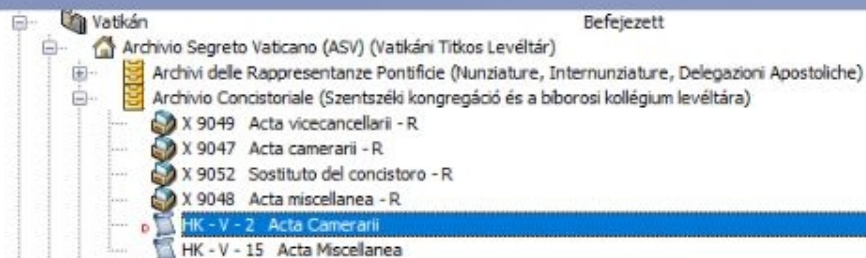 Vatikán Befejezett
Archivio Segreto Vaticano (ASV) (Vatikáni Titkos Levéltár)
Archivi delle Rappresentanze Pontificie (Nunziature, Internunziature, Delegazioni Apostoliche)
Archivio Concistoriale (Szentszéki kongregáció és a bíborosi kollégium levéltára)
X 9049 Acta vicecancellarii - R
X 9047 Acta camerarii - R
X 9052 Sostituto del concistoro - R
X 9048 Acta miscellanea - R
D HK - V - 2 Acta Camerarii
HK - V - 15 Acta Miscellanea